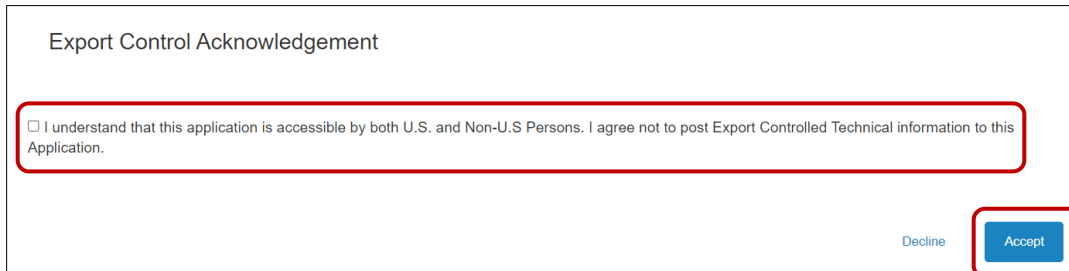 Export Control Acknowledgement
I understand that this application is accessible by both U.S. and Non-U.S Persons. I agree not to post Export Controlled Technical information to this
Application.
Decline
Accept